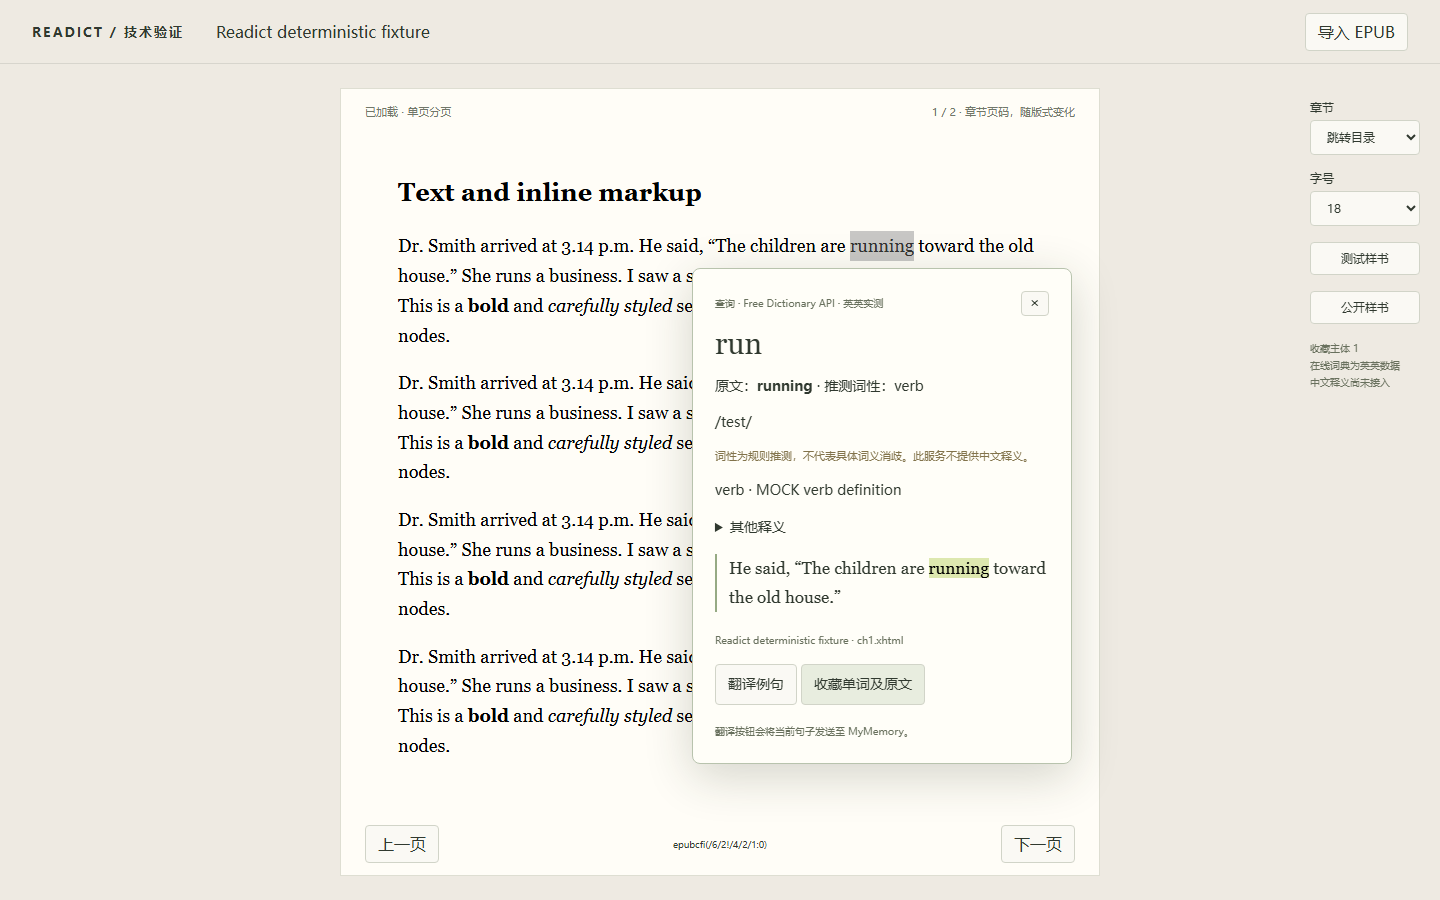 READICT / 技术验证
Readict deterministic fixture
导入 EPUB
已加载 · 单页分页
1 / 2 · 章节页码，随版式变化
Text and inline markup
Dr. Smith arrived at 3.14 p.m. He said, “The children are running toward the old
house.” She runs a business. I saw a s
This is a bold and carefully styled se
nodes.
Dr. Smith arrived at 3.14 p.m. He said
house.” She runs a business. I saw a s
This is a bold and carefully styled se
nodes.
Dr. Smith arrived at 3.14 p.m. He said
house.” She runs a business. I saw a s
This is a bold and carefully styled se
nodes.
Dr. Smith arrived at 3.14 p.m. He said
house.” She runs a business. I saw a s
This is a bold and carefully styled se
nodes.
查询 · Free Dictionary API · 英英实测
×
run
原文：running · 推测词性：verb
/test/
词性为规则推测，不代表具体词义消歧。此服务不提供中文释义。
verb · MOCK verb definition
▶ 其他释义
He said, “The children are running toward
the old house.”
Readict deterministic fixture · ch1.xhtml
翻译例句
收藏单词及原文
翻译按钮会将当前句子发送至 MyMemory。
上一页
epubcfi(/6/2!/4/2/1:0)
下一页
章节
跳转目录
字号
18
测试样书
公开样书
收藏主体 1
在线词典为英英数据
中文释义尚未接入